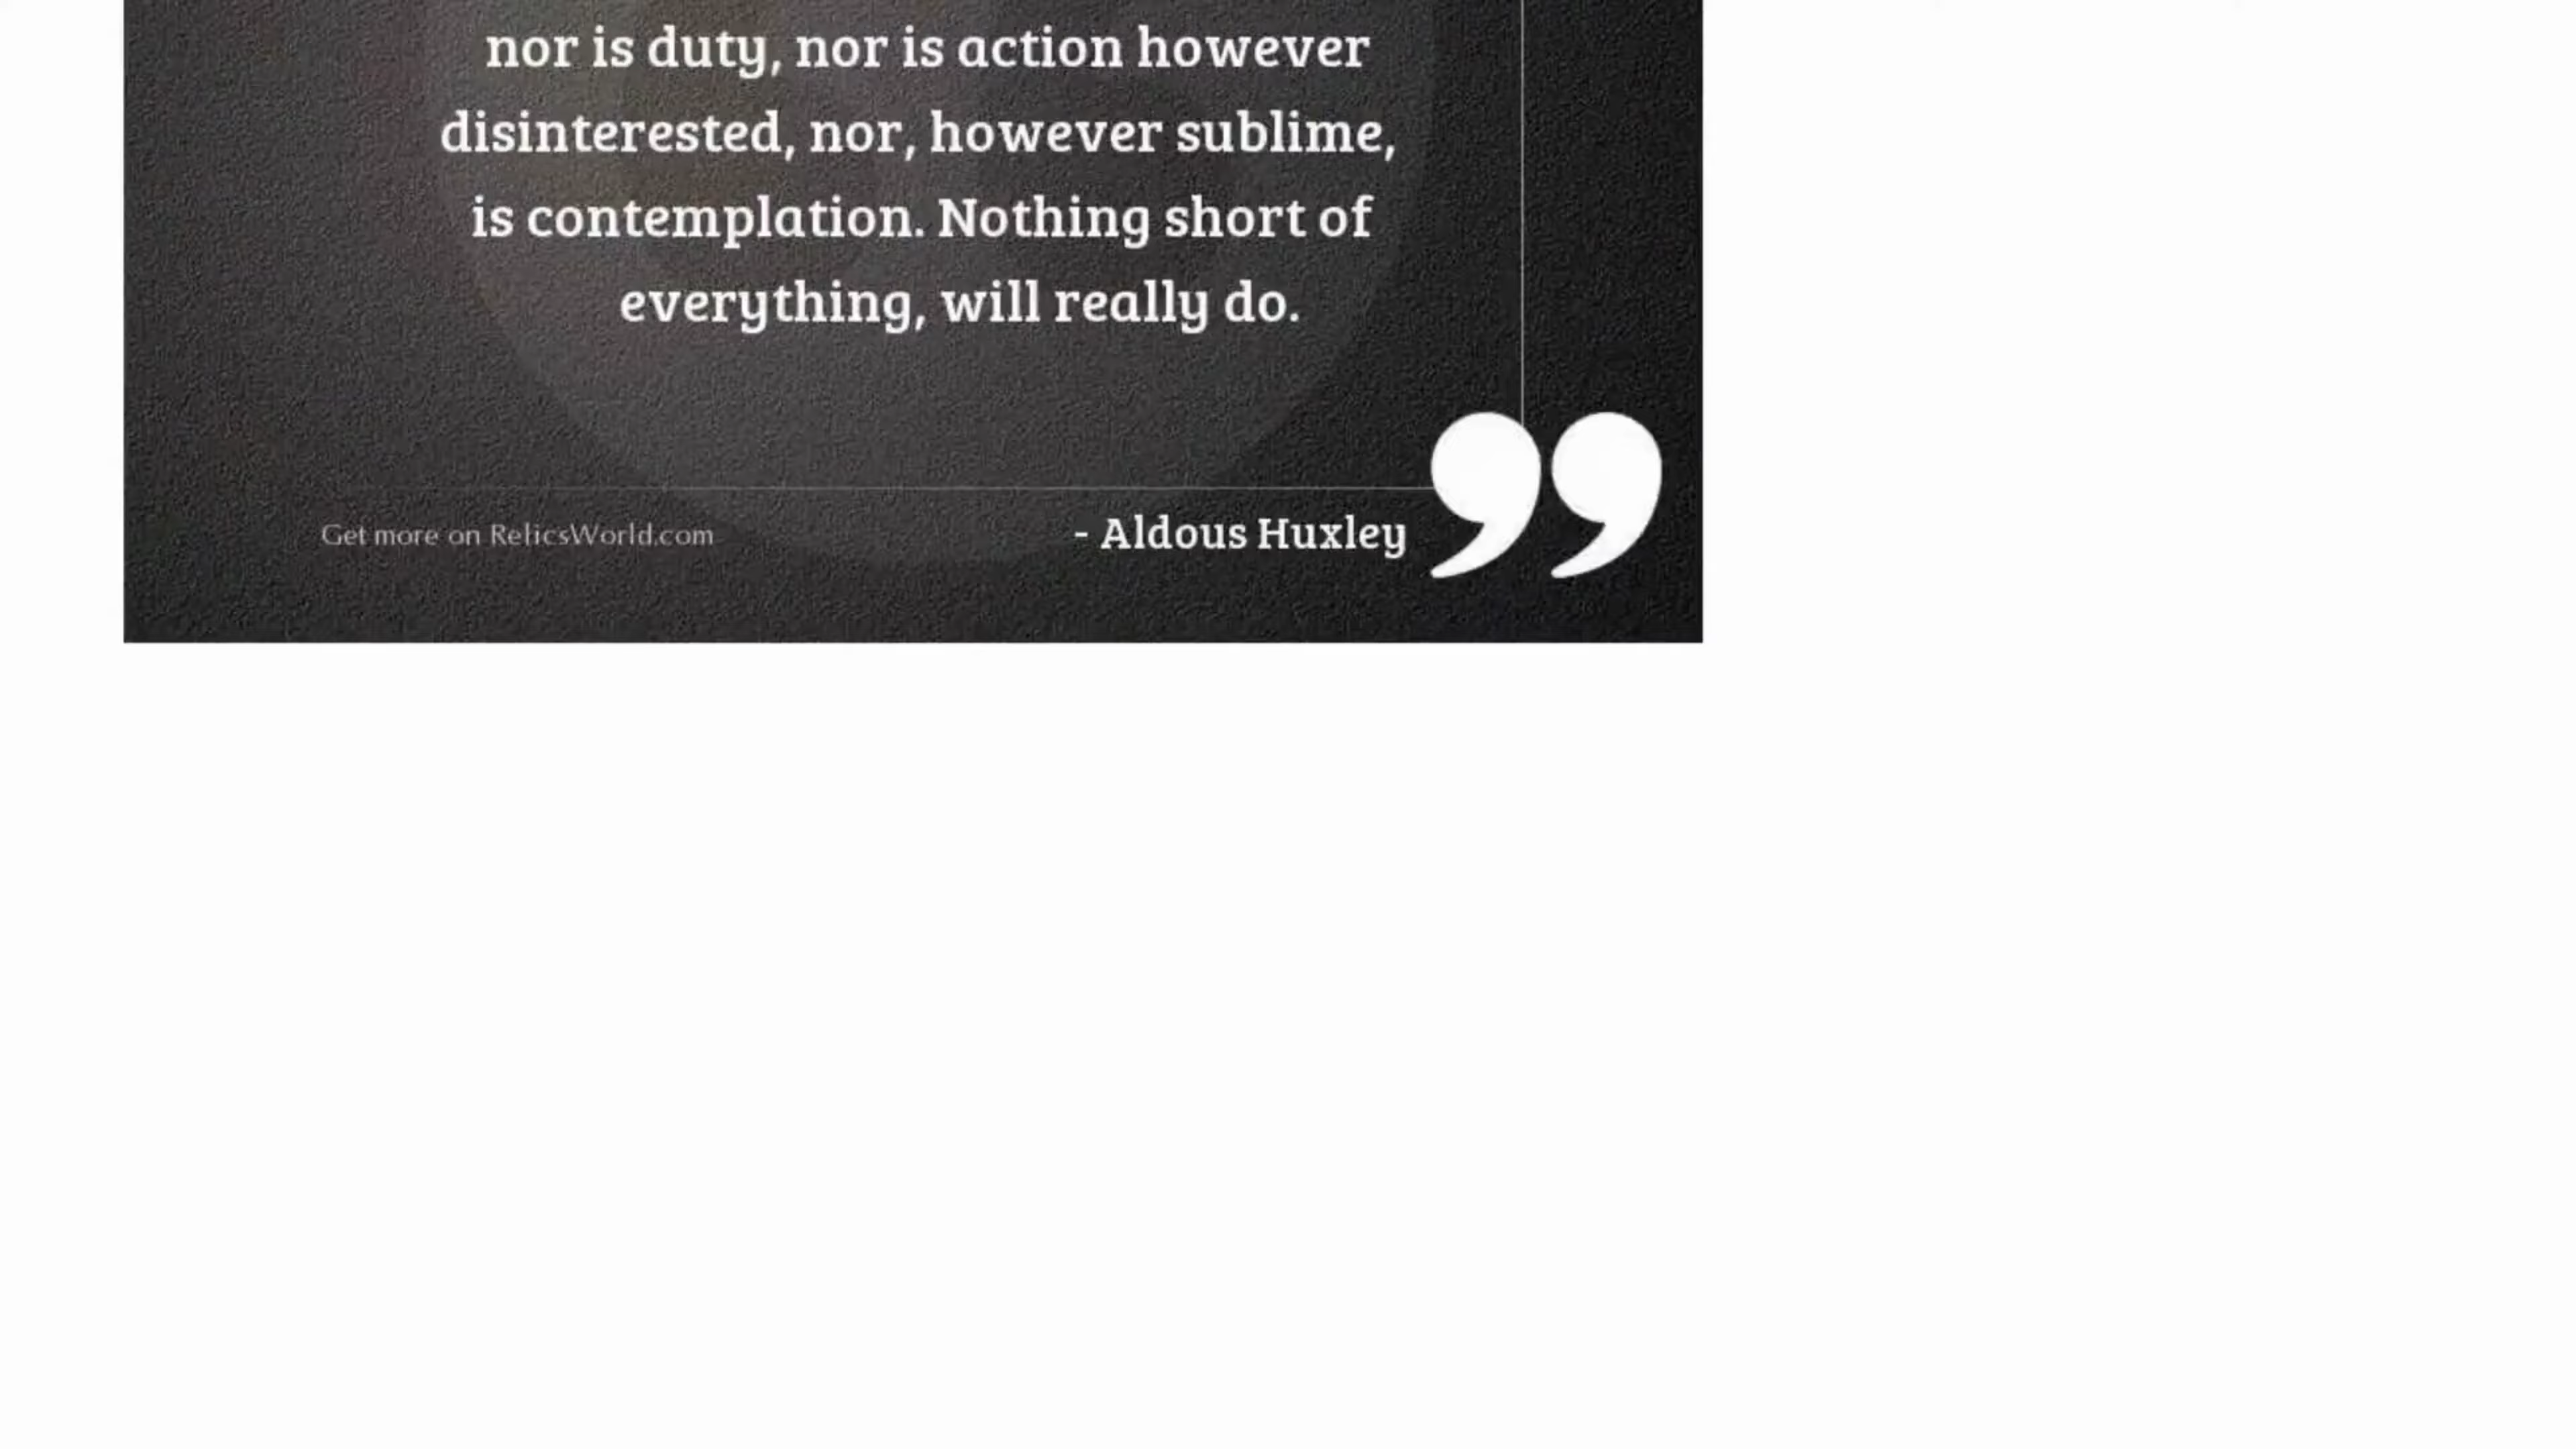 nor is duty, nor is action however
disinterested, nor, however sublime,
is contemplation. Nothing short of
everything, will really do.
Get more on RelicsWorld.com
- Aldous Huxley
”